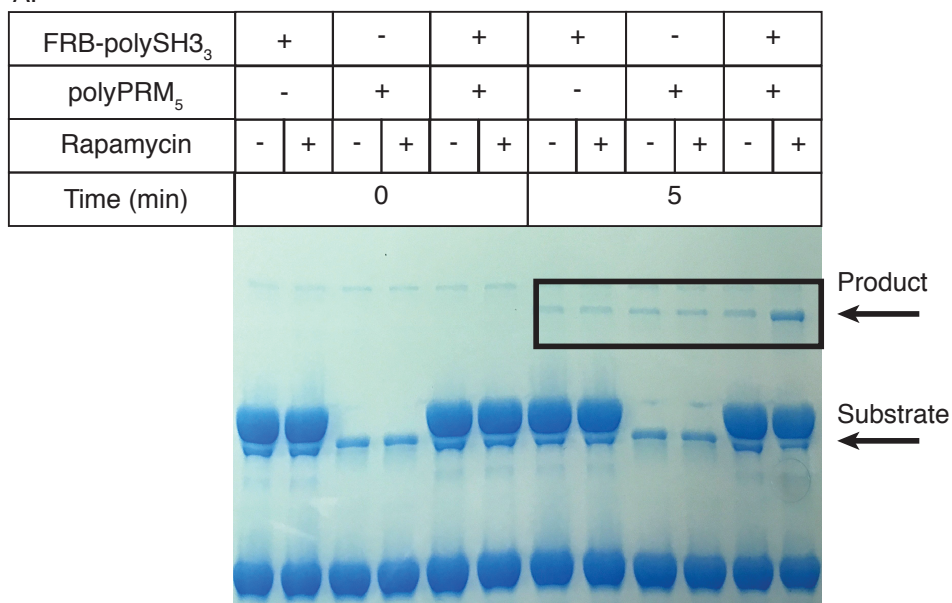 FRB-polySH3₃ + - + + - +
polyPRM₅ - + + - + +
Rapamycin - + - + - + - + - + - +
Time (min) 0 5
Product
Substrate